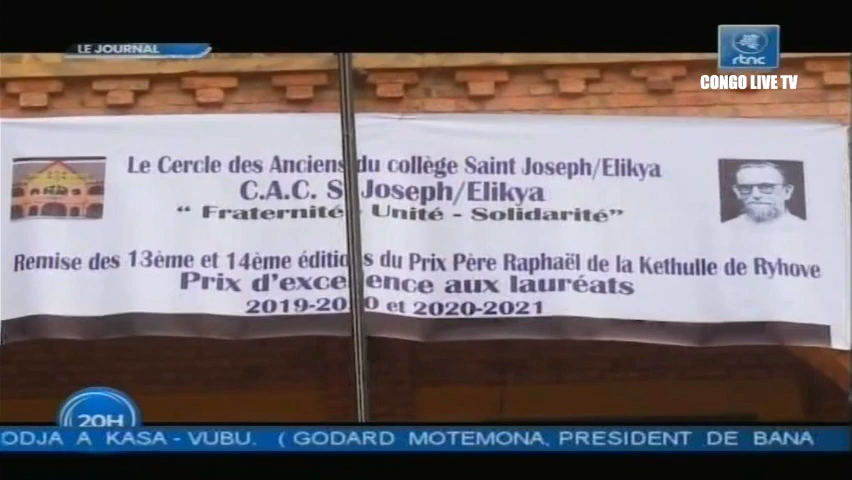 LE JOURNAL
rtnc
CONGO LIVE TV
Le Cercle des Anciens du collège Saint Joseph/Elikya
C.A.C. S Joseph/Elikya
“ Fraternité - Unité - Solidarité”
Remise des 13ème et 14ème éditions du Prix Père Raphaël de la Kethulle de Ryhove
Prix d'excellence aux lauréats
2019-2020 et 2020-2021
20H
ODJA A KASA - VUBU. ( GODARD MOTEMONA, PRESIDENT DE BANA